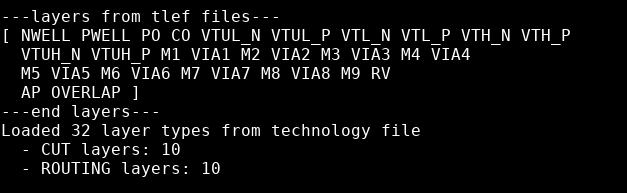 ---layers from tlef files---
[ NWELL PWELL PO CO VTUL_N VTUL_P VTL_N VTL_P VTH_N VTH_P
  VTUH_N VTUH_P M1 VIA1 M2 VIA2 M3 VIA3 M4 VIA4
  M5 VIA5 M6 VIA6 M7 VIA7 M8 VIA8 M9 RV
  AP OVERLAP ]
---end layers---
Loaded 32 layer types from technology file
  - CUT layers: 10
  - ROUTING layers: 10